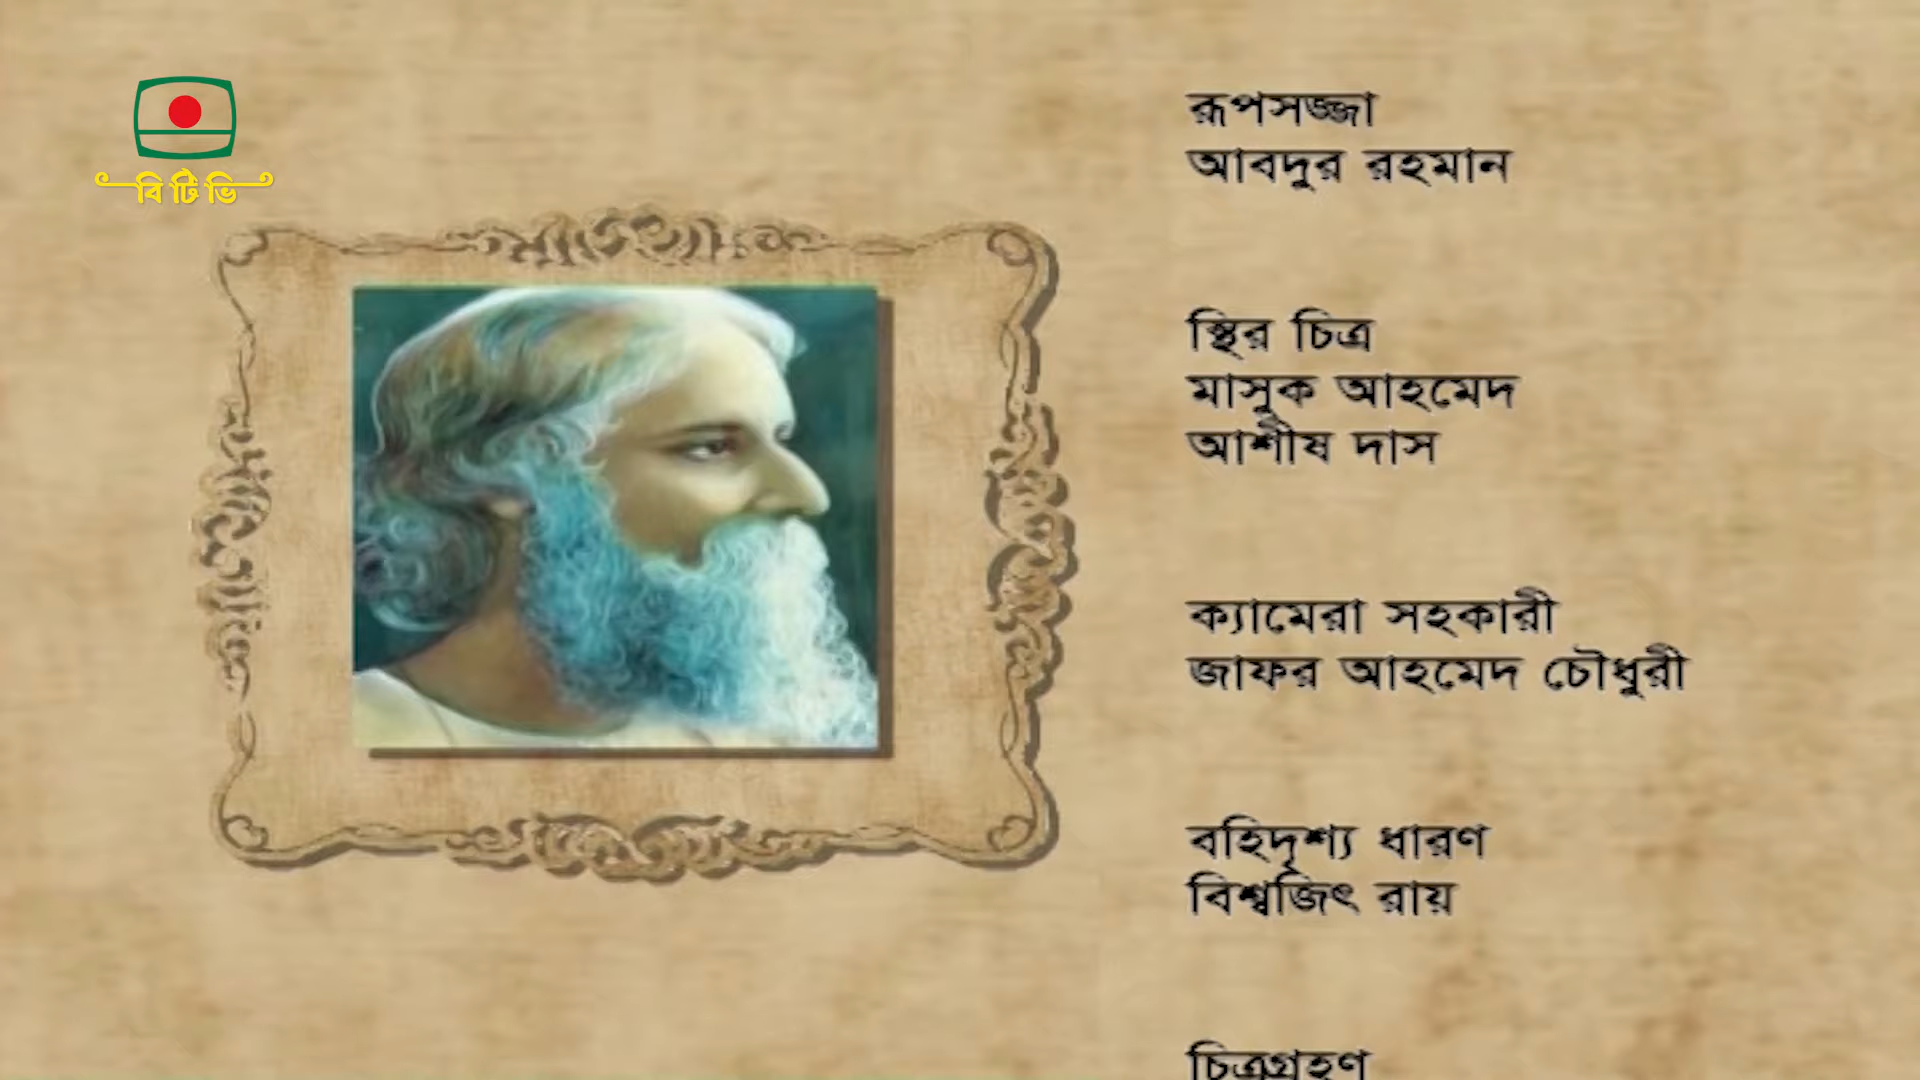 বিটিভি
রূপসজ্জা
আবদুর রহমান
স্থির চিত্র
মাসুক আহমেদ
আশীষ দাস
ক্যামেরা সহকারী
জাফর আহমেদ চৌধুরী
বহিদৃশ্য ধারণ
বিশ্বজিৎ রায়
চিত্রগ্রহণ